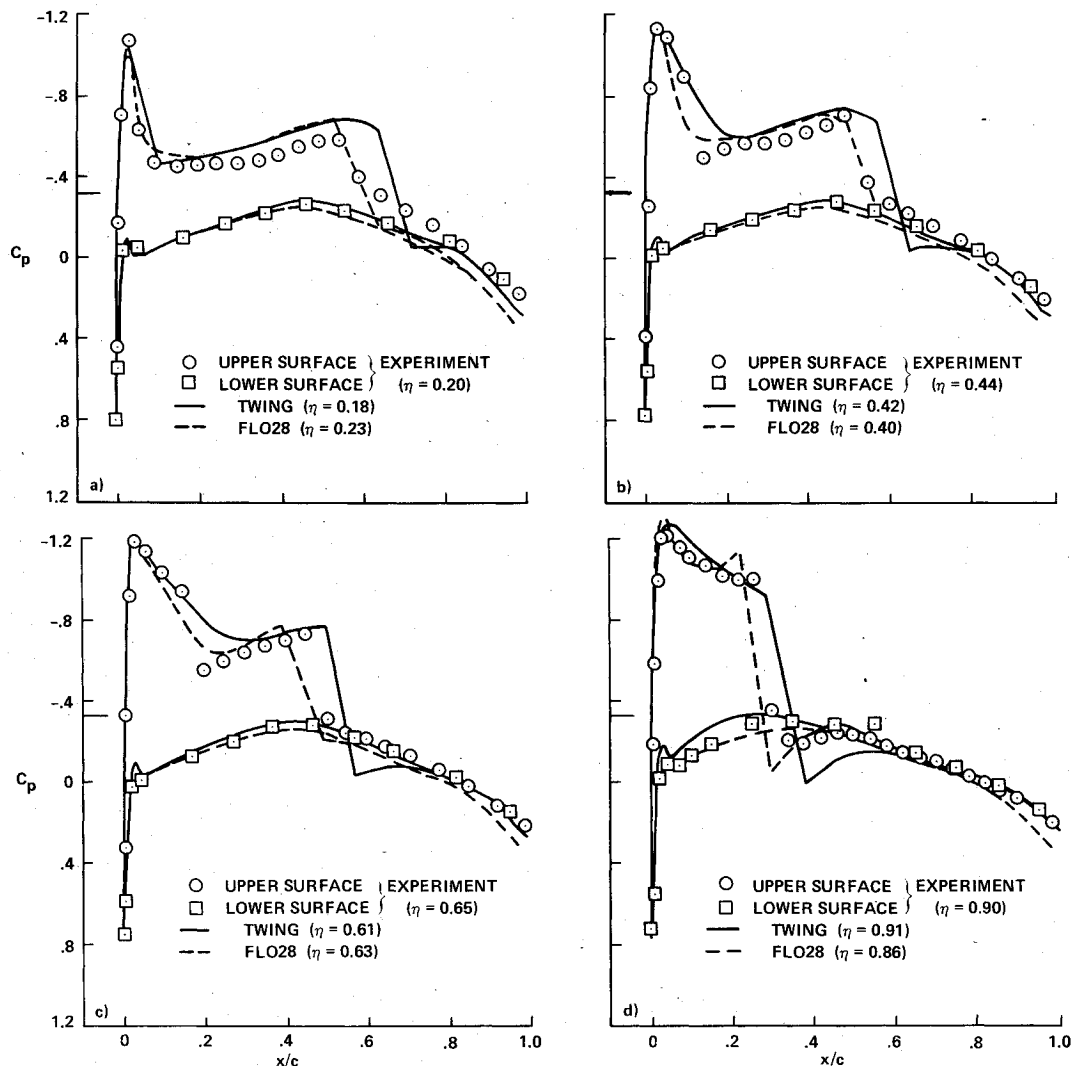 -1.2
-.8
-.4
Cp
0
.4
.8
1.2
UPPER SURFACE
LOWER SURFACE
EXPERIMENT
(η = 0.20)
TWING (η = 0.18)
FLO28 (η = 0.23)
a)
UPPER SURFACE
LOWER SURFACE
EXPERIMENT
(η = 0.44)
TWING (η = 0.42)
FLO28 (η = 0.40)
b)
-1.2
-.8
-.4
Cp
0
.4
.8
1.2
UPPER SURFACE
LOWER SURFACE
EXPERIMENT
(η = 0.65)
TWING (η = 0.61)
FLO28 (η = 0.63)
c)
0 .2 .4 .6 .8 1.0
x/c
UPPER SURFACE
LOWER SURFACE
EXPERIMENT
(η = 0.90)
TWING (η = 0.91)
FLO28 (η = 0.86)
d)
0 .2 .4 .6 .8 1.0
x/c